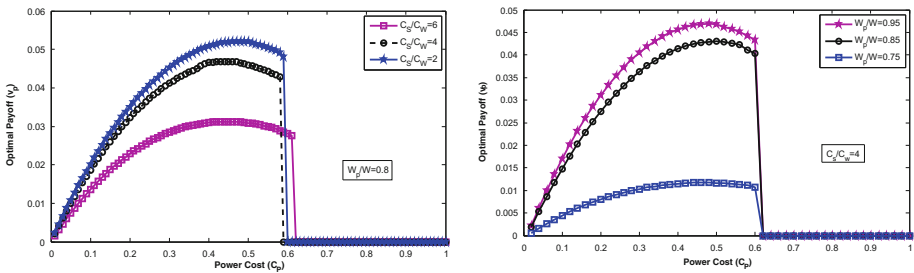 0.06
0.05
0.04
0.03
0.02
0.01
0
Optimal Payoff (v_p)
0 0.1 0.2 0.3 0.4 0.5 0.6 0.7 0.8 0.9 1
Power Cost (C_p)
C_S/C_W=6
C_S/C_W=4
C_S/C_W=2
W_p/W=0.8
0.05
0.045
0.04
0.035
0.03
0.025
0.02
0.015
0.01
0.005
0
0 0.1 0.2 0.3 0.4 0.5 0.6 0.7 0.8 0.9 1
Power Cost (C_p)
W_p/W=0.95
W_p/W=0.85
W_p/W=0.75
C_s/C_w=4